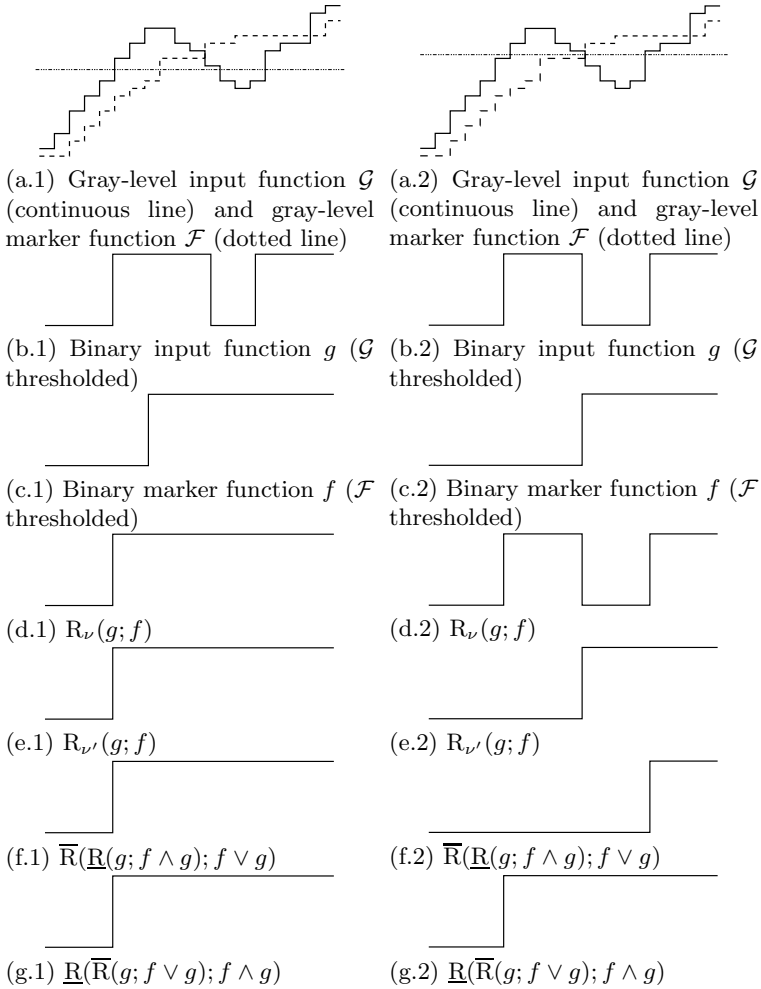 (a.1) Gray-level input function 𝒢 (continuous line) and gray-level marker function ℱ (dotted line)
(a.2) Gray-level input function 𝒢 (continuous line) and gray-level marker function ℱ (dotted line)
(b.1) Binary input function g (𝒢 thresholded)
(b.2) Binary input function g (𝒢 thresholded)
(c.1) Binary marker function f (ℱ thresholded)
(c.2) Binary marker function f (ℱ thresholded)
(d.1) R_ν(g; f)
(d.2) R_ν(g; f)
(e.1) R_ν′(g; f)
(e.2) R_ν′(g; f)
(f.1) R̅(R̲(g; f ∧ g); f ∨ g)
(f.2) R̅(R̲(g; f ∧ g); f ∨ g)
(g.1) R̲(R̅(g; f ∨ g); f ∧ g)
(g.2) R̲(R̅(g; f ∨ g); f ∧ g)